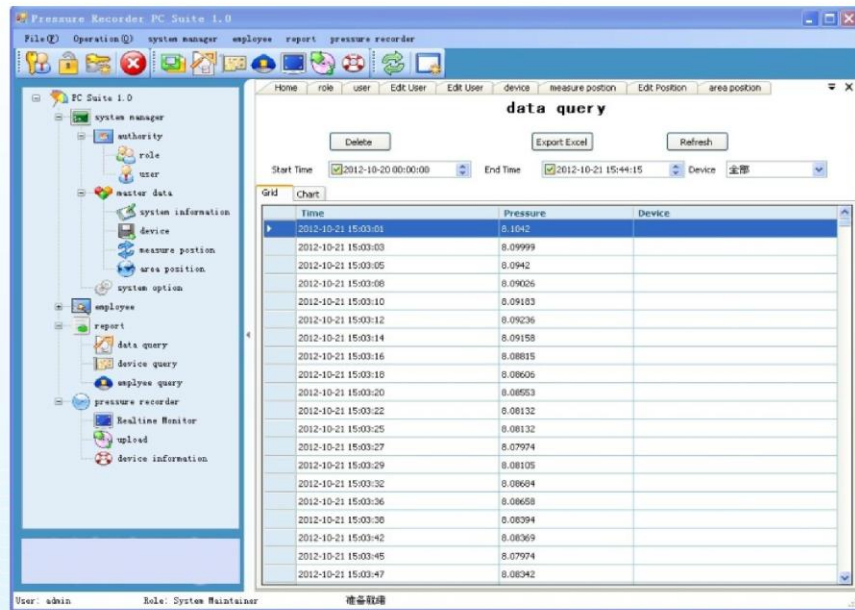 Pressure Recorder PC Suite 1.0
File(F) Operation(Q) system manager employee report pressure recorder
PC Suite 1.0
system manager
authority
role
user
master data
system information
device
measure postion
area position
system option
employee
report
data query
device query
emplyee query
pressure recorder
Realtime Monitor
upload
device information
Home role user Edit User Edit User device measure postion Edit Position area position
data query
Delete Export Excel Refresh
Start Time 2012-10-20 00:00:00 End Time 2012-10-21 15:44:15 Device 全部
Grid Chart
Time Pressure Device
2012-10-21 15:03:01 8.1042
2012-10-21 15:03:03 8.09999
2012-10-21 15:03:05 8.0942
2012-10-21 15:03:08 8.09026
2012-10-21 15:03:10 8.09183
2012-10-21 15:03:12 8.09236
2012-10-21 15:03:14 8.09158
2012-10-21 15:03:16 8.08815
2012-10-21 15:03:18 8.08606
2012-10-21 15:03:20 8.08553
2012-10-21 15:03:22 8.08132
2012-10-21 15:03:25 8.08132
2012-10-21 15:03:27 8.07974
2012-10-21 15:03:29 8.08105
2012-10-21 15:03:32 8.08684
2012-10-21 15:03:36 8.08658
2012-10-21 15:03:38 8.08394
2012-10-21 15:03:42 8.08369
2012-10-21 15:03:45 8.07974
2012-10-21 15:03:47 8.08342
User: admin Role: System Maintainer 准备就绪